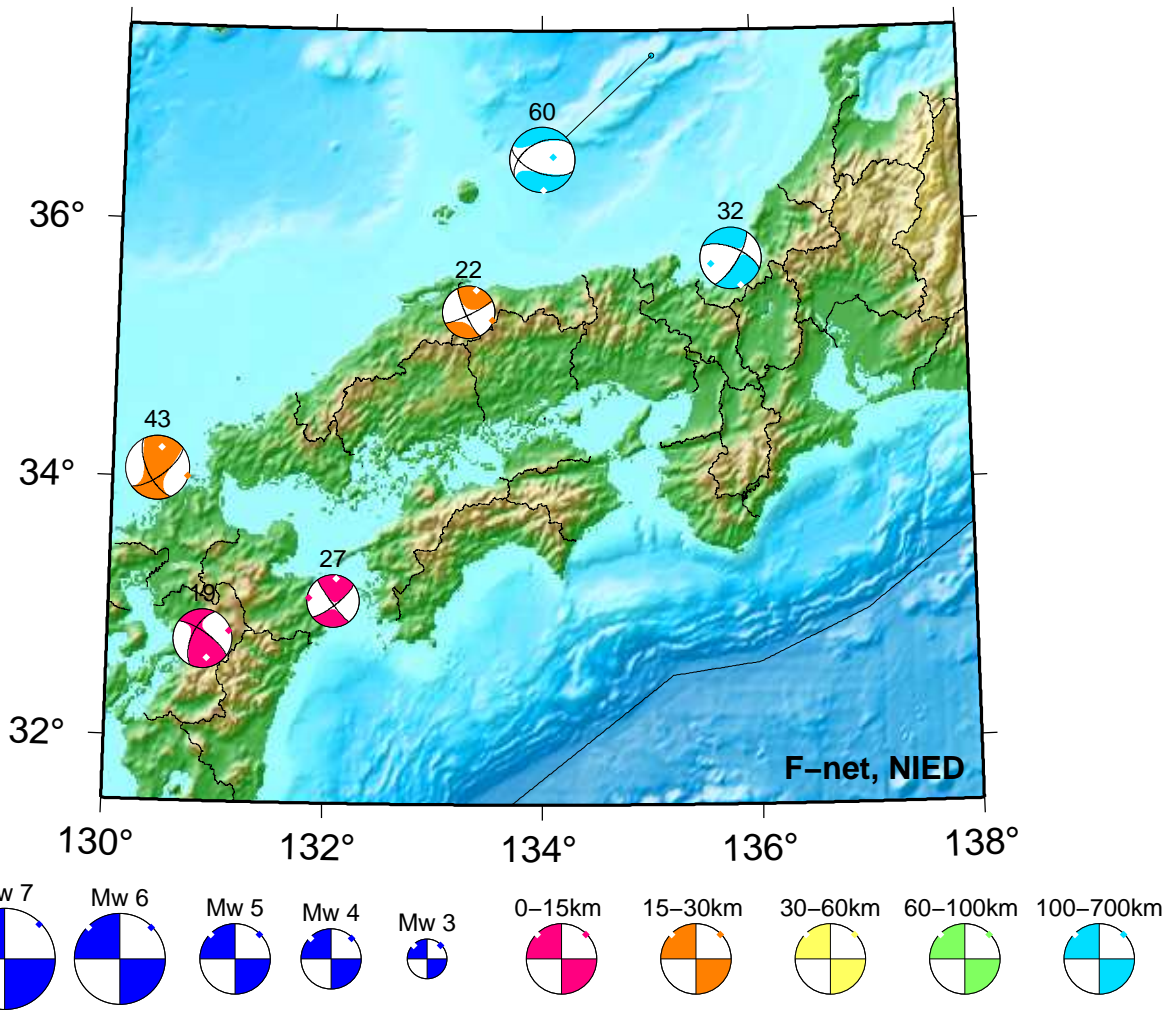 60
36°
32
22
43
34°
27
19
32°
F–net, NIED
130°
132°
134°
136°
138°
w 7
Mw 6
Mw 5
Mw 4
Mw 3
0–15km
15–30km
30–60km
60–100km
100–700km